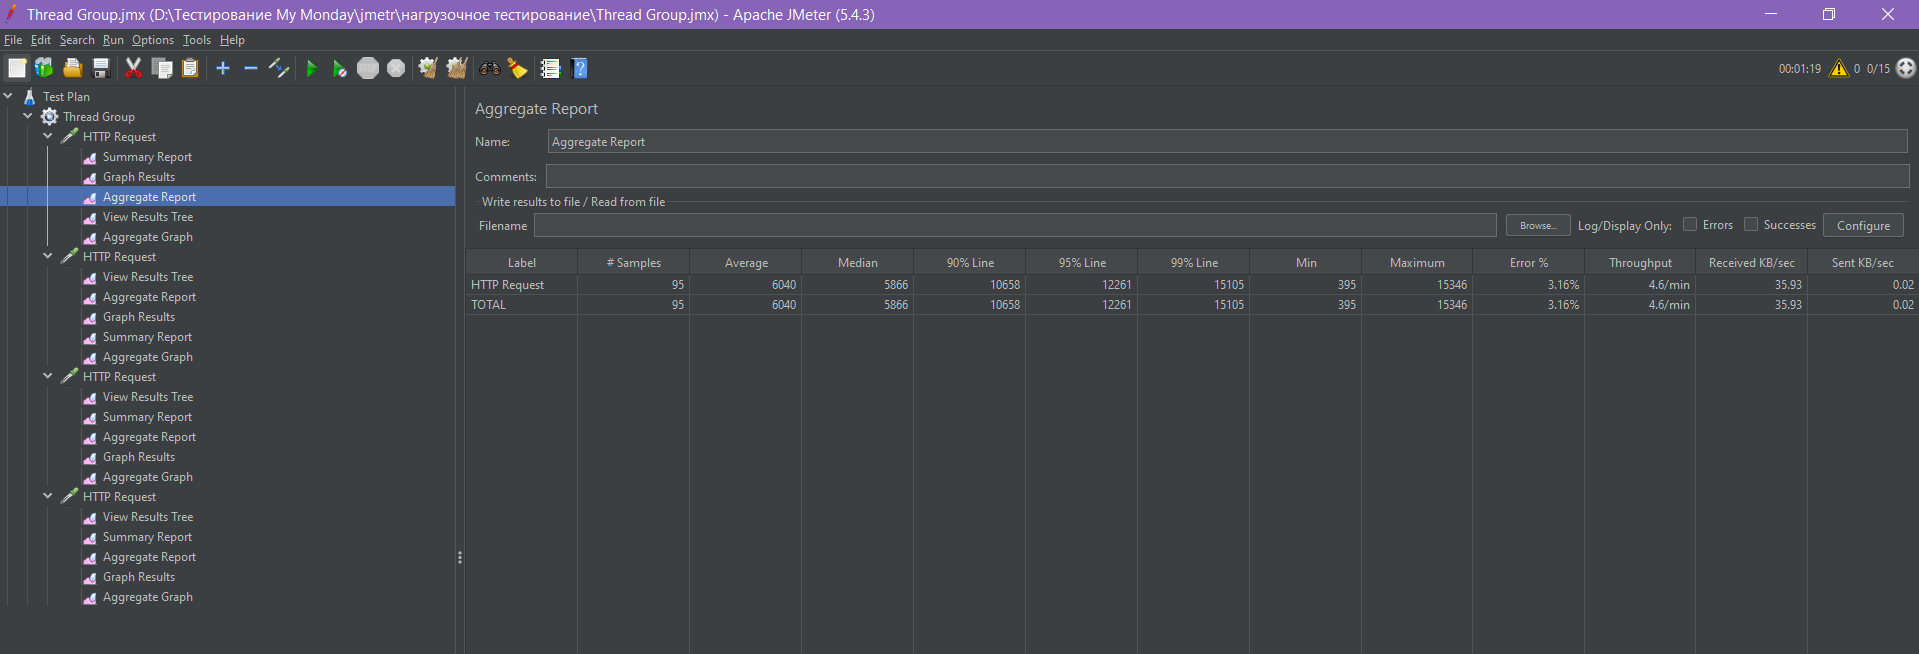 Thread Group.jmx (D:\Тестирование My Monday\jmetr\нагрузочное тестирование\Thread Group.jmx) - Apache JMeter (5.4.3)
File Edit Search Run Options Tools Help
00:01:19 0 0/15
Test Plan
Thread Group
HTTP Request
Summary Report
Graph Results
Aggregate Report
View Results Tree
Aggregate Graph
HTTP Request
View Results Tree
Aggregate Report
Graph Results
Summary Report
Aggregate Graph
HTTP Request
View Results Tree
Summary Report
Aggregate Report
Graph Results
Aggregate Graph
HTTP Request
View Results Tree
Summary Report
Aggregate Report
Graph Results
Aggregate Graph
Aggregate Report
Name: Aggregate Report
Comments:
Write results to file / Read from file
Filename Browse... Log/Display Only: Errors Successes Configure
Label # Samples Average Median 90% Line 95% Line 99% Line Min Maximum Error % Throughput Received KB/sec Sent KB/sec
HTTP Request 95 6040 5866 10658 12261 15105 395 15346 3.16% 4.6/min 35.93 0.02
TOTAL 95 6040 5866 10658 12261 15105 395 15346 3.16% 4.6/min 35.93 0.02